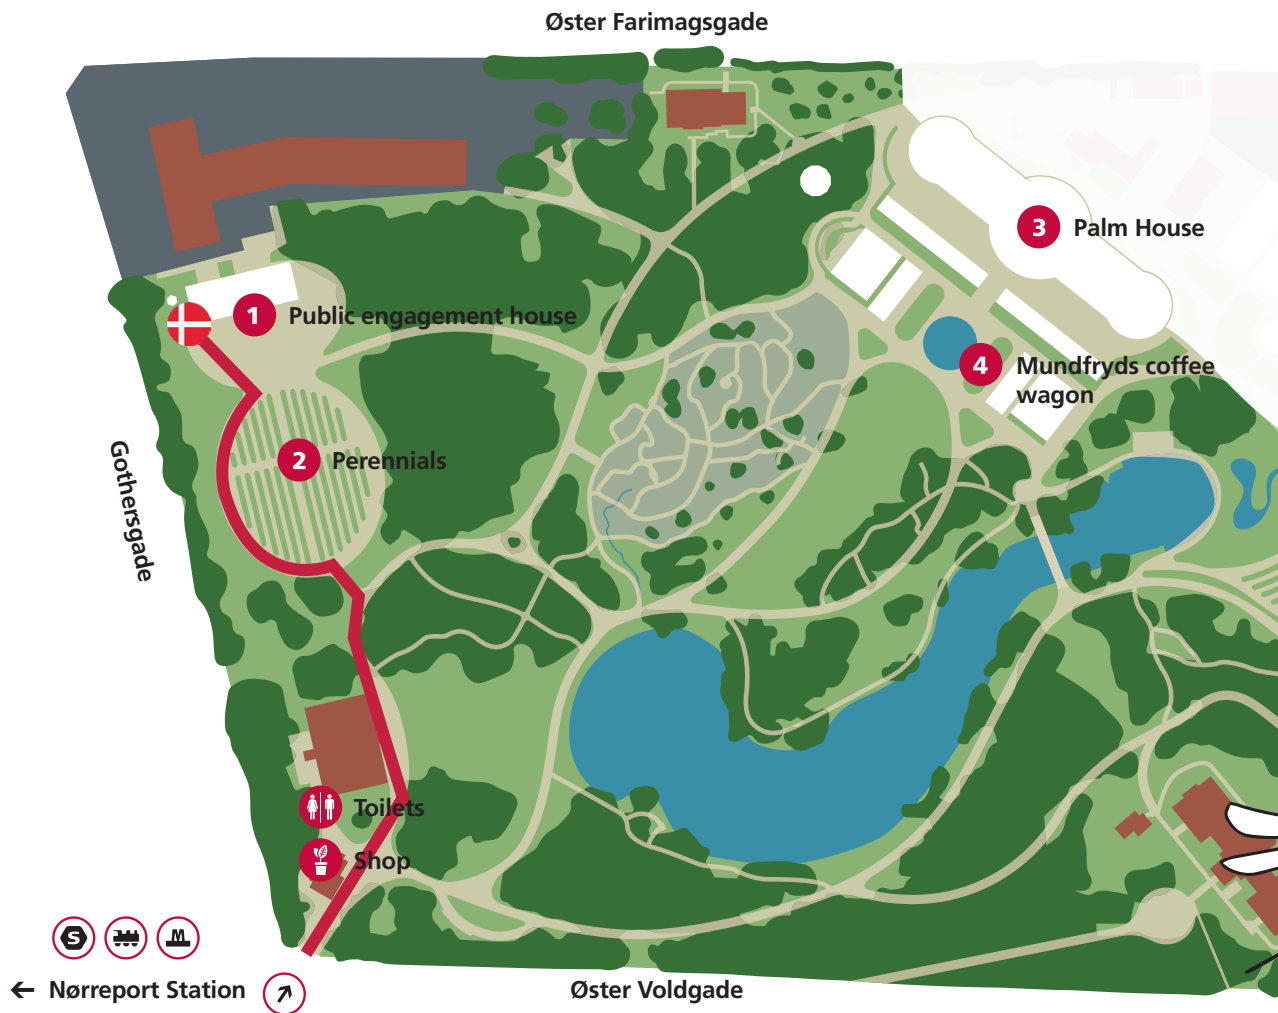 Øster Farimagsgade
3 Palm House
1 Public engagement house
4 Mundfryds coffee
wagon
2 Perennials
Gothersgade
Toilets
Shop
S M
← Nørreport Station
Øster Voldgade